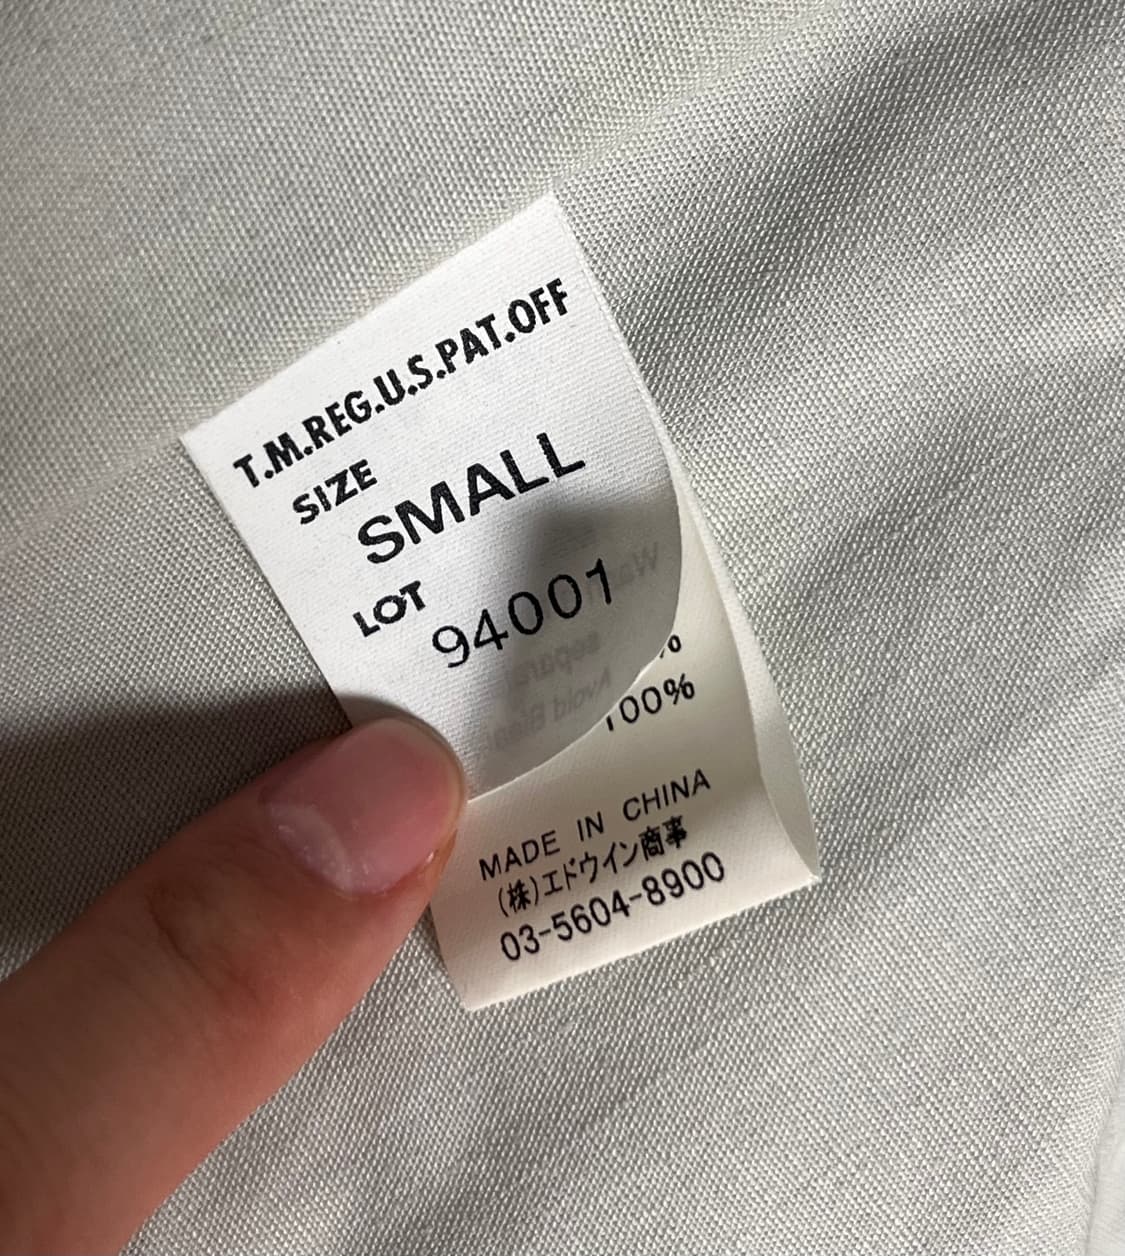 T.M.REG.U.S.PAT.OFF
SIZE
SMALL
LOT
94001
%
100%
MADE IN CHINA
(株)エドウイン商事
03-5604-8900